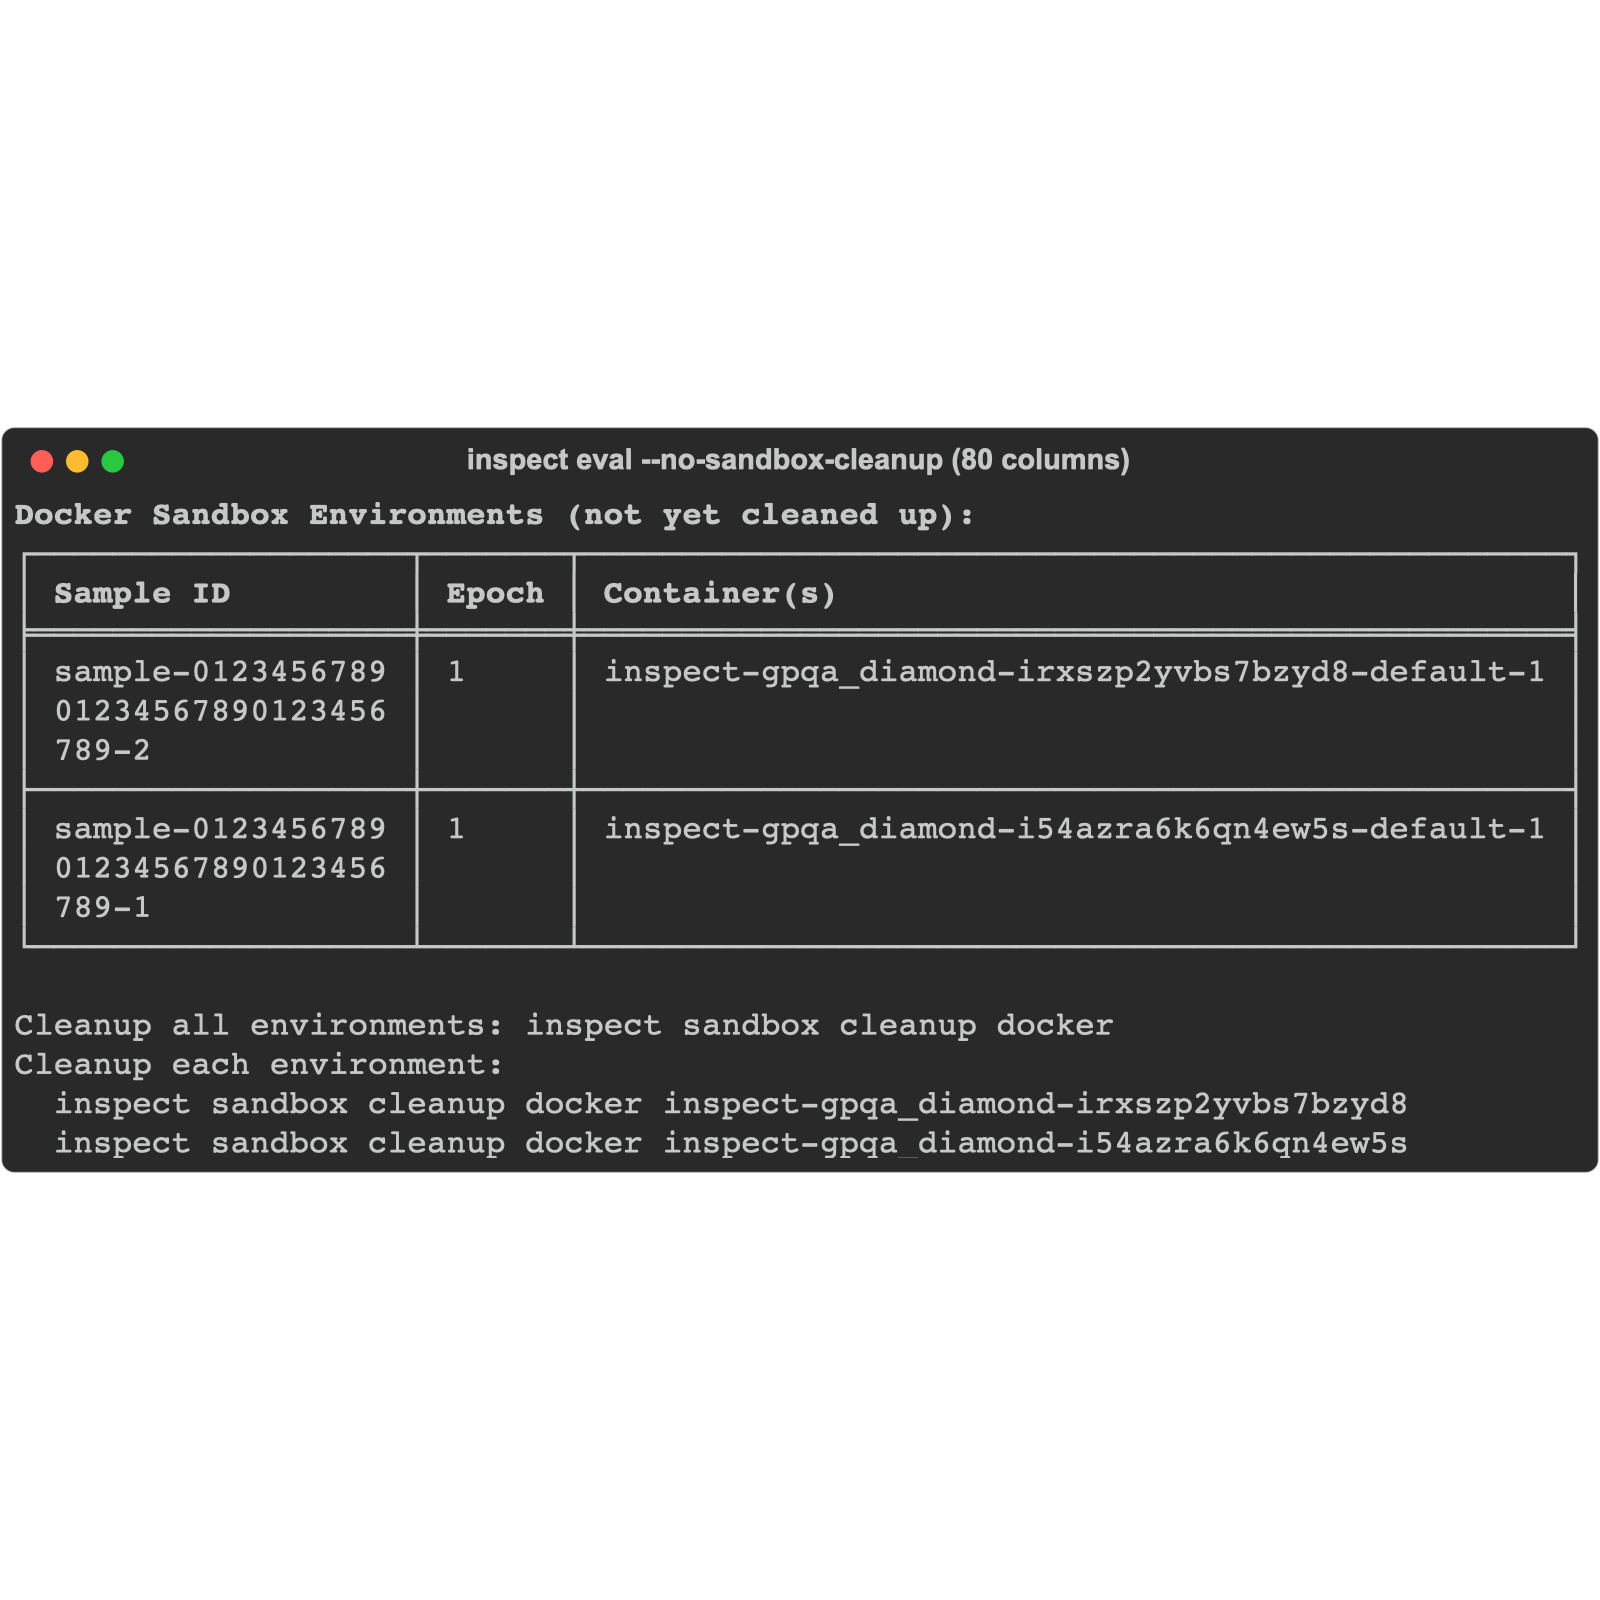 inspect eval --no-sandbox-cleanup (80 columns)
Docker Sandbox Environments (not yet cleaned up):
Sample ID Epoch Container(s)
sample-0123456789 1 inspect-gpqa_diamond-irxszp2yvbs7bzyd8-default-1
01234567890123456
789-2
sample-0123456789 1 inspect-gpqa_diamond-i54azra6k6qn4ew5s-default-1
01234567890123456
789-1
Cleanup all environments: inspect sandbox cleanup docker
Cleanup each environment:
inspect sandbox cleanup docker inspect-gpqa_diamond-irxszp2yvbs7bzyd8
inspect sandbox cleanup docker inspect-gpqa_diamond-i54azra6k6qn4ew5s